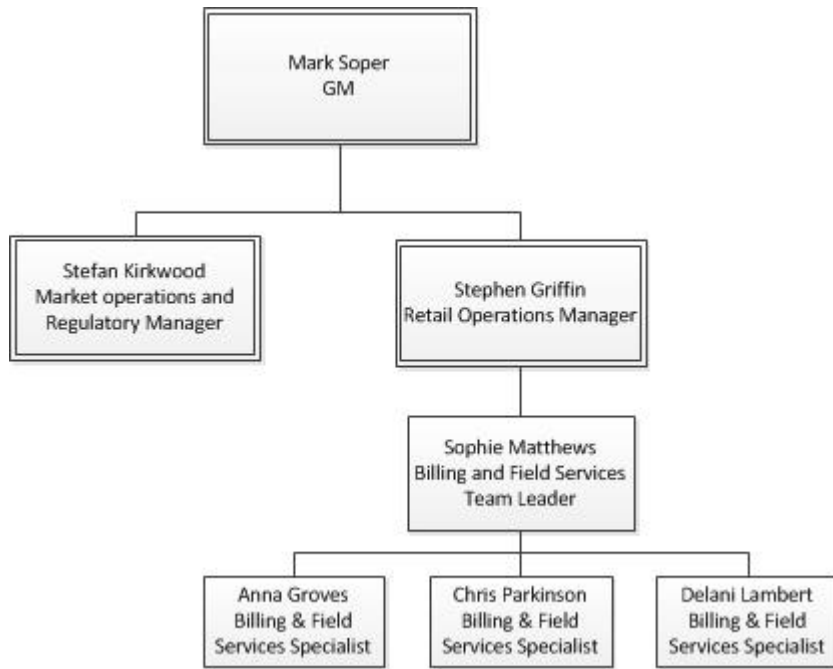 Mark Soper
GM
Stefan Kirkwood
Market operations and
Regulatory Manager
Stephen Griffin
Retail Operations Manager
Sophie Matthews
Billing and Field Services
Team Leader
Anna Groves
Billing & Field
Services Specialist
Chris Parkinson
Billing & Field
Services Specialist
Delani Lambert
Billing & Field
Services Specialist